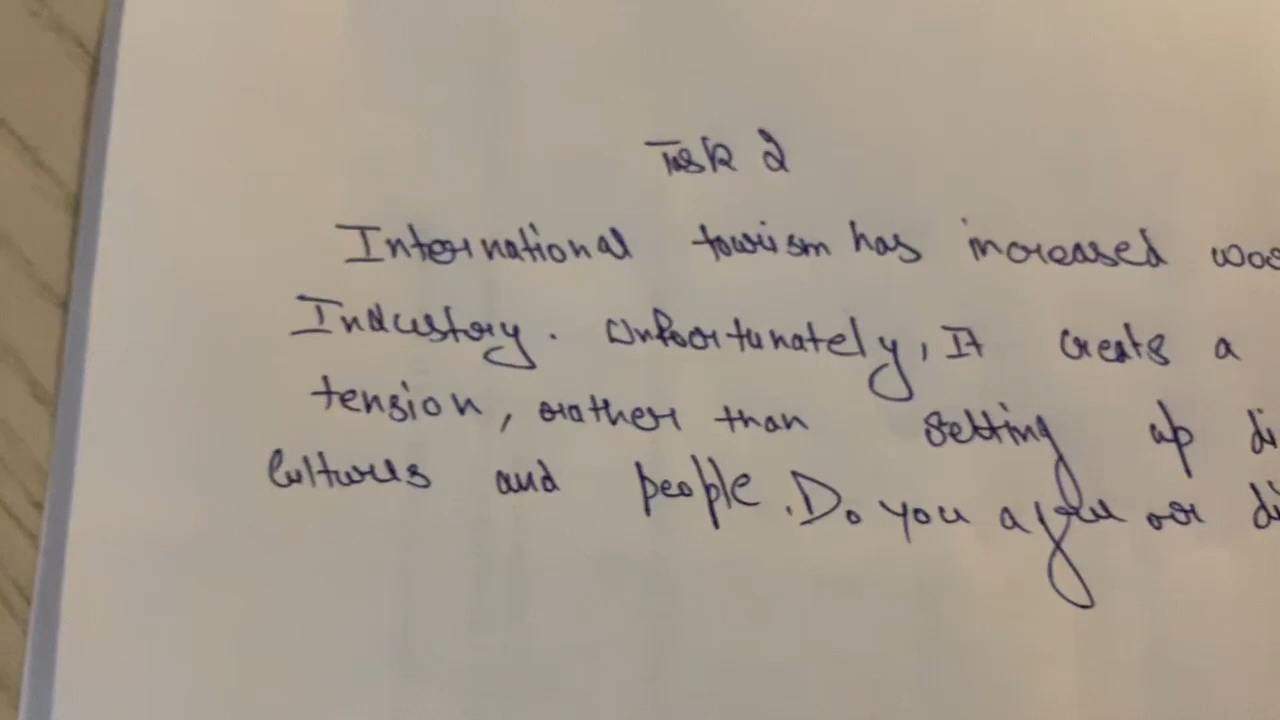 Task 2
International tourism has increased
Industory. Unfortunately, It creats a
tension, rather than setting up
Cultures and people. Do you agree or